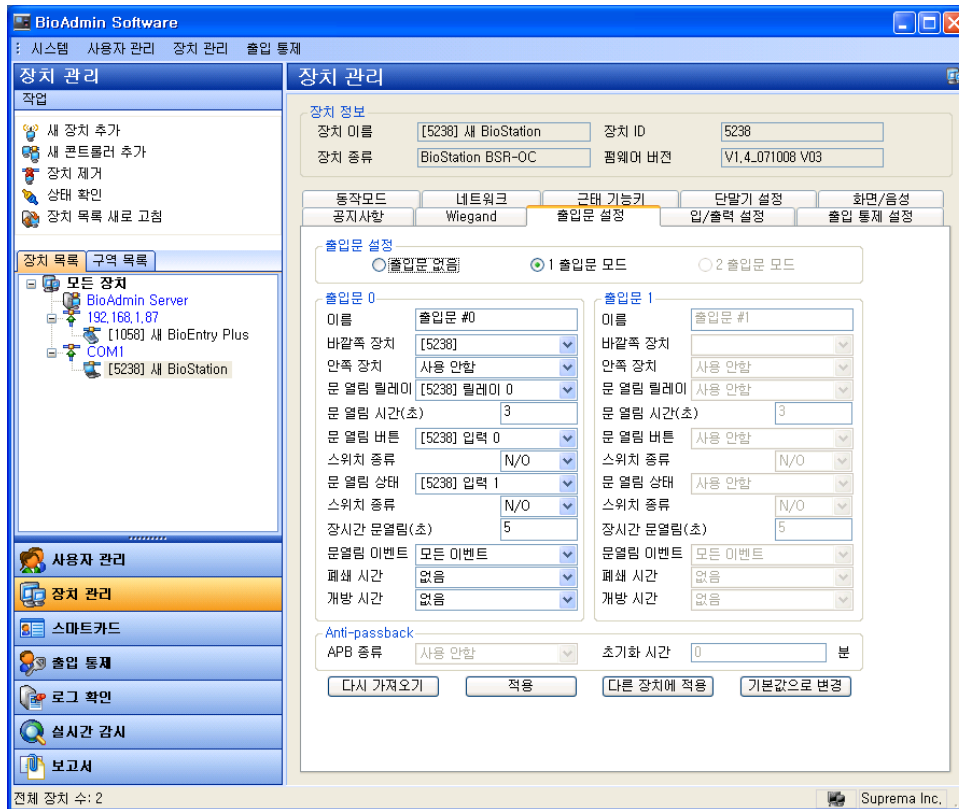 BioAdmin Software
시스템 사용자 관리 장치 관리 출입 통제
장치 관리
작업
새 장치 추가
새 콘트롤러 추가
장치 제거
상태 확인
장치 목록 새로 고침
장치 목록 구역 목록
모든 장치
BioAdmin Server
192.168.1.87
[1058] 새 BioEntry Plus
COM1
[5238] 새 BioStation
사용자 관리
장치 관리
스마트카드
출입 통제
로그 확인
실시간 감시
보고서
장치 관리
장치 정보
장치 이름 [5238] 새 BioStation 장치 ID 5238
장치 종류 BioStation BSR-OC 펌웨어 버전 V1.4_071008 V03
동작모드 네트워크 근태 기능키 단말기 설정 화면/음성
공지사항 Wiegand 출입문 설정 입/출력 설정 출입 통제 설정
출입문 설정
출입문 없음 1 출입문 모드 2 출입문 모드
출입문 0
이름 출입문 #0
바깥쪽 장치 [5238]
안쪽 장치 사용 안함
문 열림 릴레이 [5238] 릴레이 0
문 열림 시간(초) 3
문 열림 버튼 [5238] 입력 0
스위치 종류 N/O
문 열림 상태 [5238] 입력 1
스위치 종류 N/O
장시간 문열림(초) 5
문열림 이벤트 모든 이벤트
폐쇄 시간 없음
개방 시간 없음
출입문 1
이름 출입문 #1
바깥쪽 장치
안쪽 장치 사용 안함
문 열림 릴레이 사용 안함
문 열림 시간(초) 3
문 열림 버튼 사용 안함
스위치 종류 N/O
문 열림 상태 사용 안함
스위치 종류 N/O
장시간 문열림(초) 5
문열림 이벤트 모든 이벤트
폐쇄 시간 없음
개방 시간 없음
Anti-passback
APB 종류 사용 안함 초기화 시간 0 분
다시 가져오기 적용 다른 장치에 적용 기본값으로 변경
전체 장치 수: 2 Suprema Inc.